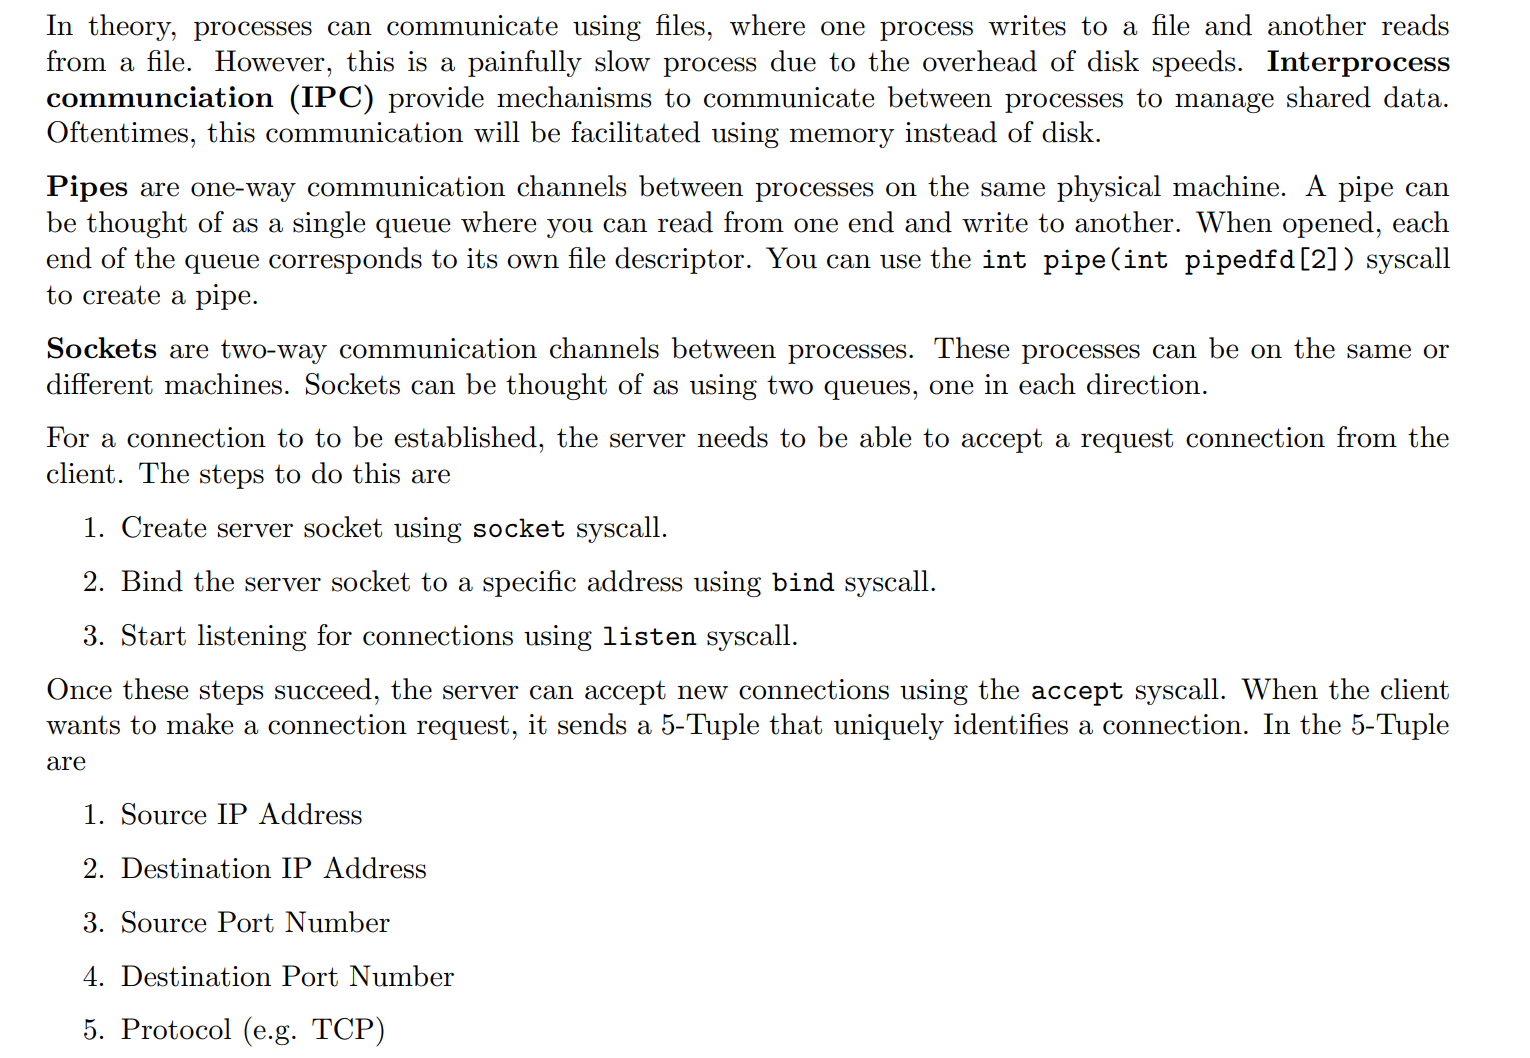 In theory, processes can communicate using files, where one process writes to a file and another reads
from a file. However, this is a painfully slow process due to the overhead of disk speeds. Interprocess
communciation (IPC) provide mechanisms to communicate between processes to manage shared data.
Oftentimes, this communication will be facilitated using memory instead of disk.
Pipes are one-way communication channels between processes on the same physical machine. A pipe can
be thought of as a single queue where you can read from one end and write to another. When opened, each
end of the queue corresponds to its own file descriptor. You can use the int pipe(int pipedfd[2]) syscall
to create a pipe.
Sockets are two-way communication channels between processes. These processes can be on the same or
different machines. Sockets can be thought of as using two queues, one in each direction.
For a connection to to be established, the server needs to be able to accept a request connection from the
client. The steps to do this are
1. Create server socket using socket syscall.
2. Bind the server socket to a specific address using bind syscall.
3. Start listening for connections using listen syscall.
Once these steps succeed, the server can accept new connections using the accept syscall. When the client
wants to make a connection request, it sends a 5-Tuple that uniquely identifies a connection. In the 5-Tuple
are
1. Source IP Address
2. Destination IP Address
3. Source Port Number
4. Destination Port Number
5. Protocol (e.g. TCP)